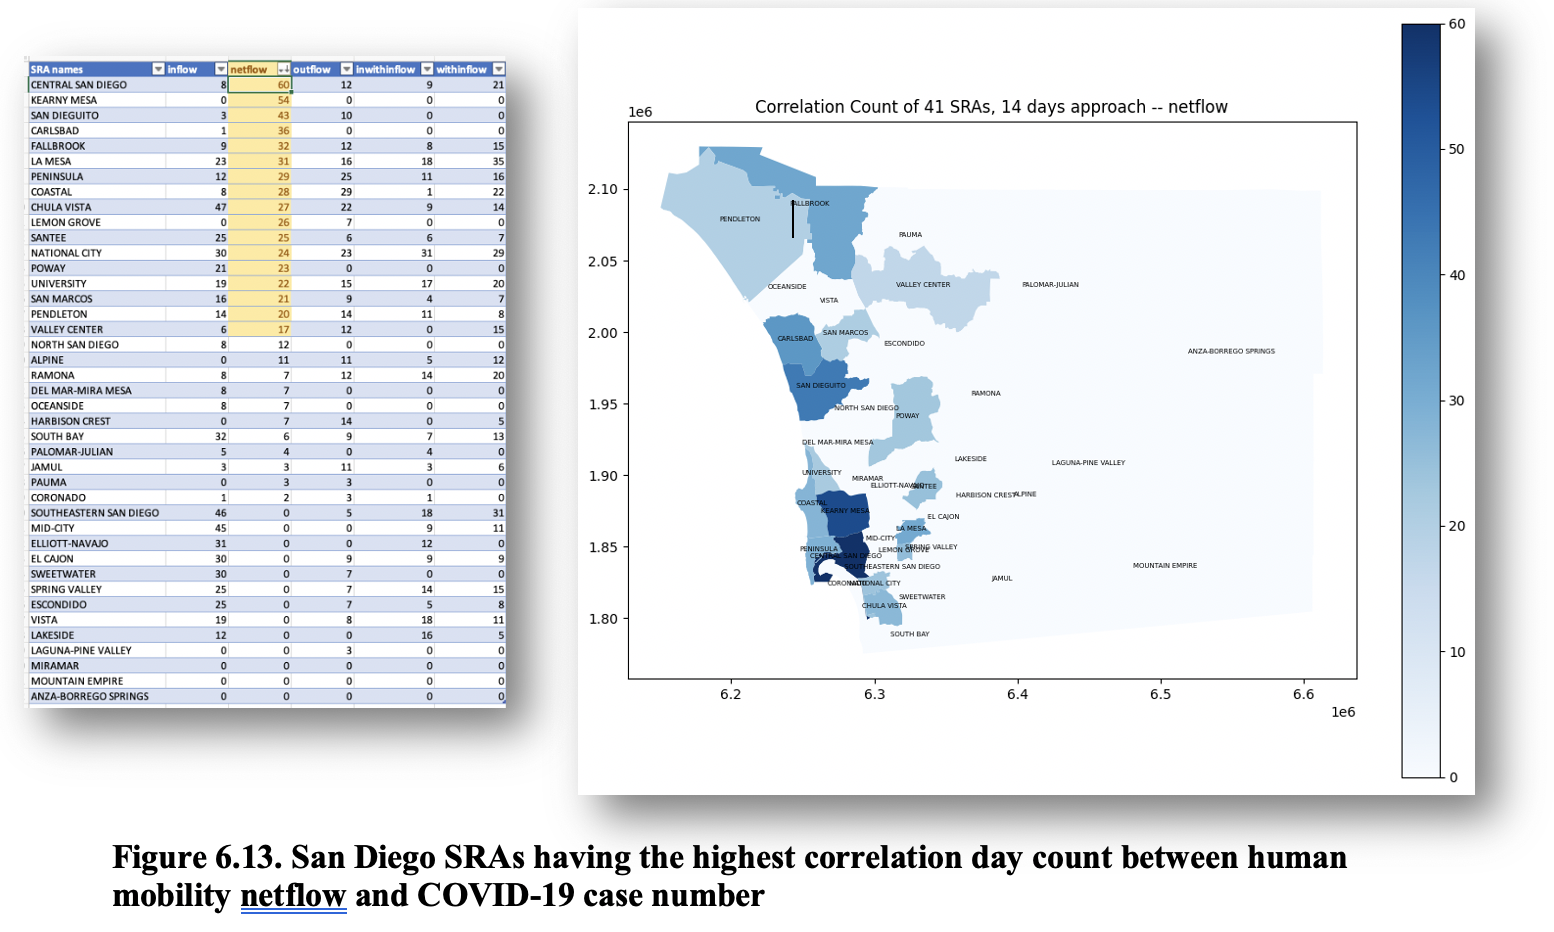 SRA names inflow netflow outflow inwithinflow withinflow
CENTRAL SAN DIEGO 8 60 12 9 21
KEARNY MESA 0 54 0 0 0
SAN DIEGUITO 3 43 10 0 0
CARLSBAD 1 36 0 0 0
FALLBROOK 9 32 12 8 15
LA MESA 23 31 16 18 35
PENINSULA 12 29 25 11 16
COASTAL 8 28 29 1 22
CHULA VISTA 47 27 22 9 14
LEMON GROVE 0 26 7 0 0
SANTEE 25 25 6 6 7
NATIONAL CITY 30 24 23 31 29
POWAY 21 23 0 0 0
UNIVERSITY 19 22 15 17 20
SAN MARCOS 16 21 9 4 7
PENDLETON 14 20 14 11 8
VALLEY CENTER 6 17 12 0 15
NORTH SAN DIEGO 8 12 0 0 0
ALPINE 0 11 11 5 12
RAMONA 8 7 12 14 20
DEL MAR-MIRA MESA 8 7 0 0 0
OCEANSIDE 8 7 0 0 0
HARBISON CREST 0 7 14 0 5
SOUTH BAY 32 6 9 7 13
PALOMAR-JULIAN 5 4 0 4 0
JAMUL 3 3 11 3 6
PAUMA 0 3 3 0 0
CORONADO 1 2 3 1 0
SOUTHEASTERN SAN DIEGO 46 0 5 18 31
MID-CITY 45 0 0 9 11
ELLIOTT-NAVAJO 31 0 0 12 0
EL CAJON 30 0 9 9 9
SWEETWATER 30 0 7 0 0
SPRING VALLEY 25 0 7 14 15
ESCONDIDO 25 0 7 5 8
VISTA 19 0 8 18 11
LAKESIDE 12 0 0 16 5
LAGUNA-PINE VALLEY 0 0 3 0 0
MIRAMAR 0 0 0 0 0
MOUNTAIN EMPIRE 0 0 0 0 0
ANZA-BORREGO SPRINGS 0 0 0 0 0
Correlation Count of 41 SRAs, 14 days approach -- netflow
1e6
2.10
2.05
2.00
1.95
1.90
1.85
1.80
FALLBROOK
PENDLETON
PAUMA
OCEANSIDE
VALLEY CENTER
PALOMAR-JULIAN
VISTA
SAN MARCOS
CARLSBAD
ESCONDIDO
ANZA-BORREGO SPRINGS
SAN DIEGUITO
RAMONA
NORTH SAN DIEGO
POWAY
DEL MAR-MIRA MESA
LAKESIDE
LAGUNA-PINE VALLEY
UNIVERSITY
MIRAMAR
ELLIOTT-NAVAJO
SANTEE
HARBISON CREST
ALPINE
COASTAL
KEARNY MESA
EL CAJON
LA MESA
MID-CITY
PENINSULA
LEMON GROVE
SPRING VALLEY
CENTRAL SAN DIEGO
SOUTHEASTERN SAN DIEGO
MOUNTAIN EMPIRE
JAMUL
CORONADO
NATIONAL CITY
SWEETWATER
CHULA VISTA
SOUTH BAY
6.2 6.3 6.4 6.5 6.6
1e6
60
50
40
30
20
10
0
Figure 6.13. San Diego SRAs having the highest correlation day count between human
mobility netflow and COVID-19 case number